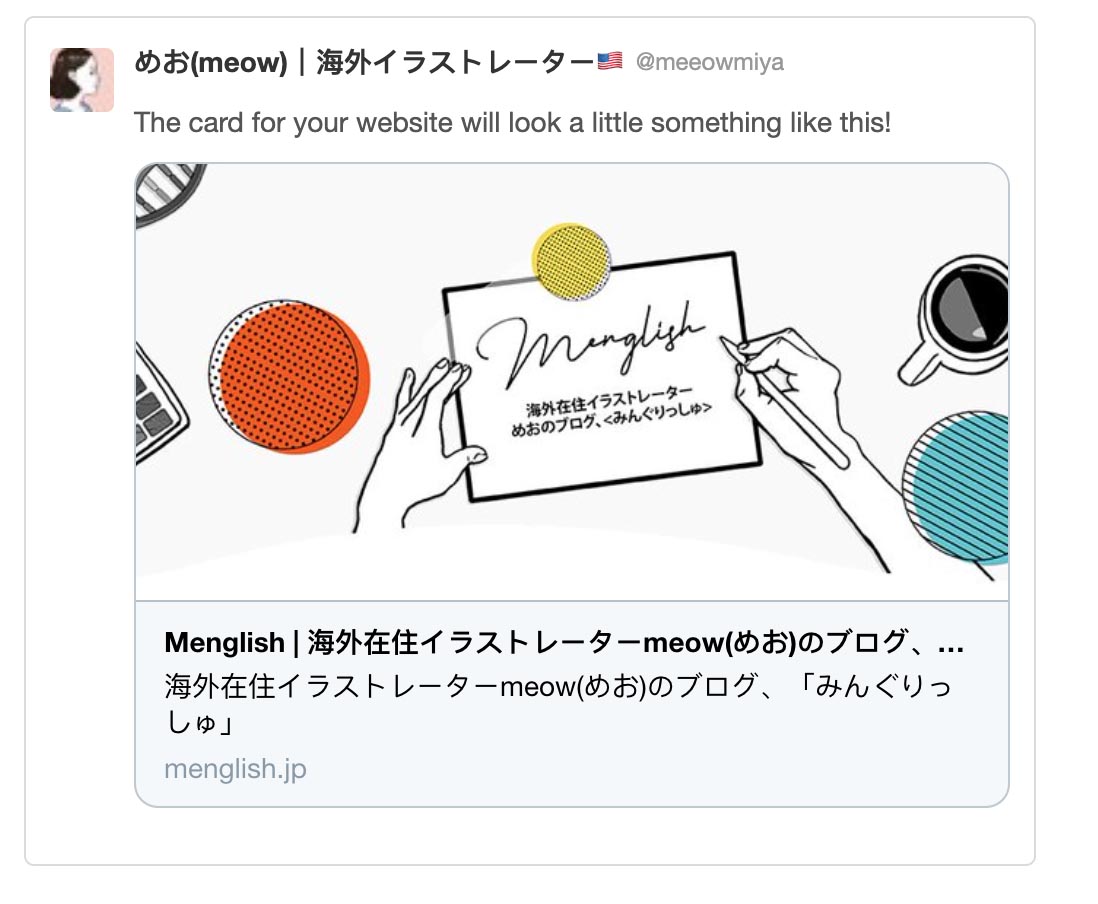 めお(meow)｜海外イラストレーター🇺🇸 @meeowmiya
The card for your website will look a little something like this!
Menglish
海外在住イラストレーター
めおのブログ、<みんぐりっしゅ>
Menglish | 海外在住イラストレーターmeow(めお)のブログ、...
海外在住イラストレーターmeow(めお)のブログ、「みんぐりっ
しゅ」
menglish.jp